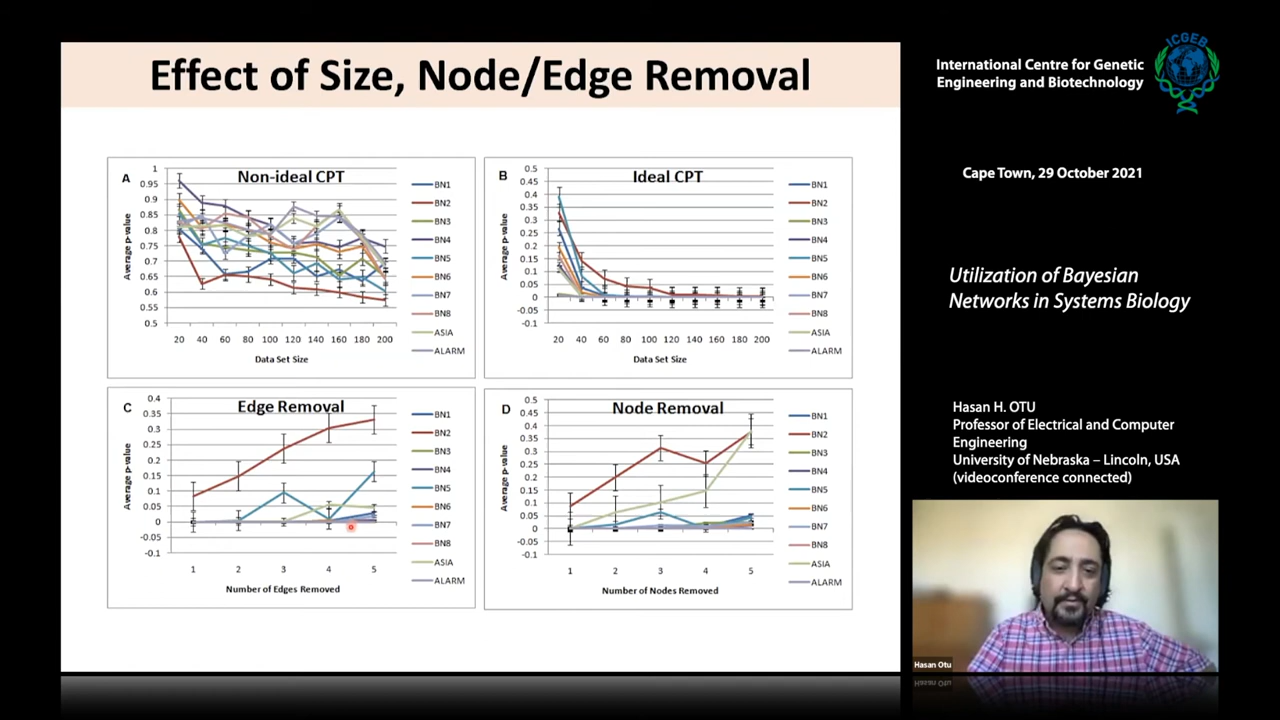 Effect of Size, Node/Edge Removal
A
Non-ideal CPT
Average p-value
1
0.95
0.9
0.85
0.8
0.75
0.7
0.65
0.6
0.55
0.5
20 40 60 80 100 120 140 160 180 200
Data Set Size
BN1
BN2
BN3
BN4
BN5
BN6
BN7
BN8
ASIA
ALARM
B
Ideal CPT
Average p-value
0.5
0.45
0.4
0.35
0.3
0.25
0.2
0.15
0.1
0.05
0
-0.05
-0.1
20 40 60 80 100 120 140 160 180 200
Data Set Size
BN1
BN2
BN3
BN4
BN5
BN6
BN7
BN8
ASIA
ALARM
C
Edge Removal
Average p-value
0.4
0.35
0.3
0.25
0.2
0.15
0.1
0.05
0
-0.05
-0.1
1 2 3 4 5
Number of Edges Removed
BN1
BN2
BN3
BN4
BN5
BN6
BN7
BN8
ASIA
ALARM
D
Node Removal
Average p-value
0.5
0.45
0.4
0.35
0.3
0.25
0.2
0.15
0.1
0.05
0
-0.05
-0.1
1 2 3 4 5
Number of Nodes Removed
BN1
BN2
BN3
BN4
BN5
BN6
BN7
BN8
ASIA
ALARM
International Centre for Genetic
Engineering and Biotechnology
ICGEB
Cape Town, 29 October 2021
Utilization of Bayesian
Networks in Systems Biology
Hasan H. OTU
Professor of Electrical and Computer
Engineering
University of Nebraska – Lincoln, USA
(videoconference connected)
Hasan Otu